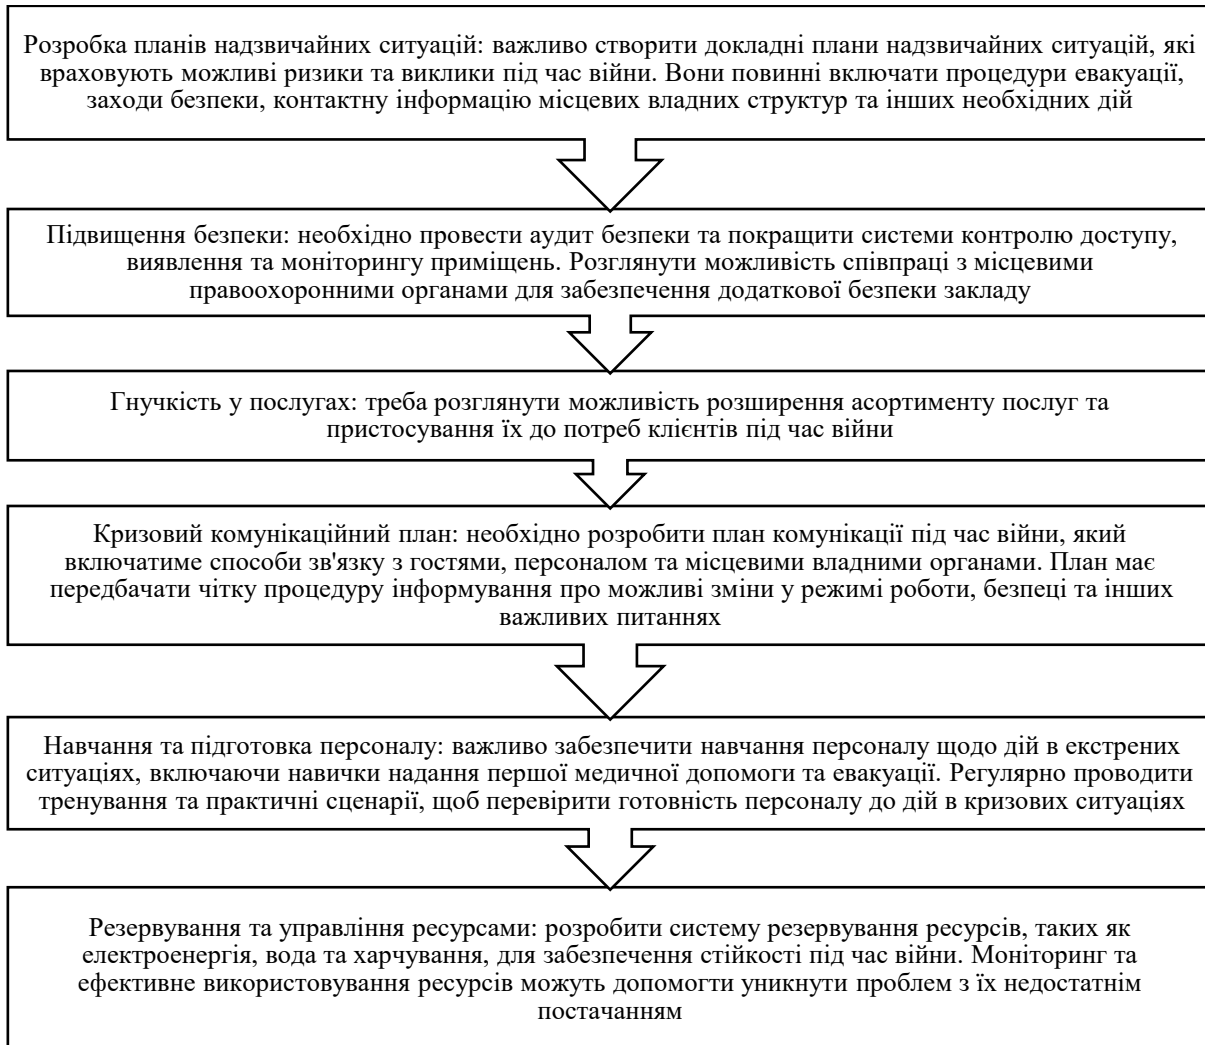 Розробка планів надзвичайних ситуацій: важливо створити докладні плани надзвичайних ситуацій, які
враховують можливі ризики та виклики під час війни. Вони повинні включати процедури евакуації,
заходи безпеки, контактну інформацію місцевих владних структур та інших необхідних дій
Підвищення безпеки: необхідно провести аудит безпеки та покращити системи контролю доступу,
виявлення та моніторингу приміщень. Розглянути можливість співпраці з місцевими
правоохоронними органами для забезпечення додаткової безпеки закладу
Гнучкість у послугах: треба розглянути можливість розширення асортименту послуг та
пристосування їх до потреб клієнтів під час війни
Кризовий комунікаційний план: необхідно розробити план комунікації під час війни, який
включатиме способи зв'язку з гостями, персоналом та місцевими владними органами. План має
передбачати чітку процедуру інформування про можливі зміни у режимі роботи, безпеці та інших
важливих питаннях
Навчання та підготовка персоналу: важливо забезпечити навчання персоналу щодо дій в екстрених
ситуаціях, включаючи навички надання першої медичної допомоги та евакуації. Регулярно проводити
тренування та практичні сценарії, щоб перевірити готовність персоналу до дій в кризових ситуаціях
Резервування та управління ресурсами: розробити систему резервування ресурсів, таких як
електроенергія, вода та харчування, для забезпечення стійкості під час війни. Моніторинг та
ефективне використовування ресурсів можуть допомогти уникнути проблем з їх недостатнім
постачанням